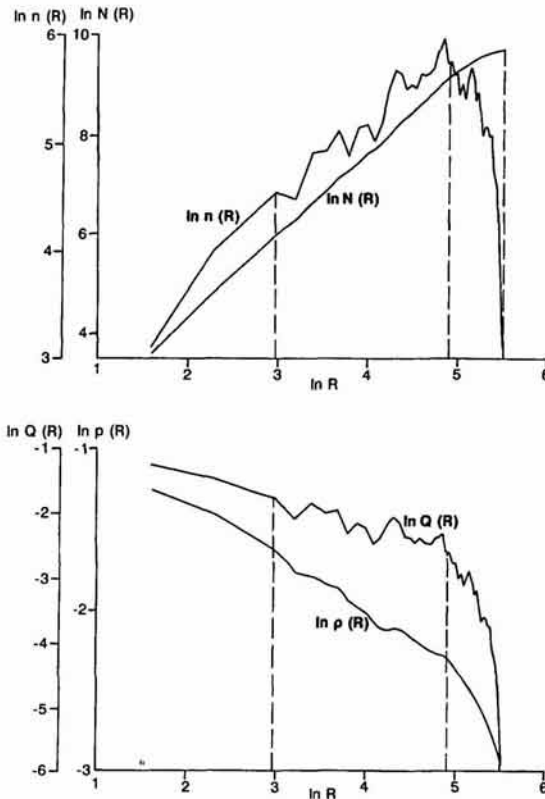 ln n (R) ln N (R)
6 10
5 8
ln n (R)
ln N (R)
4 6
3 4
1 2 3 4 5 6
ln R
ln Q (R) ln p (R)
-1 -1
-2
ln Q (R)
-3
-2
ln ρ (R)
-4
-5
-6 -3
1 2 3 4 5 6
ln R